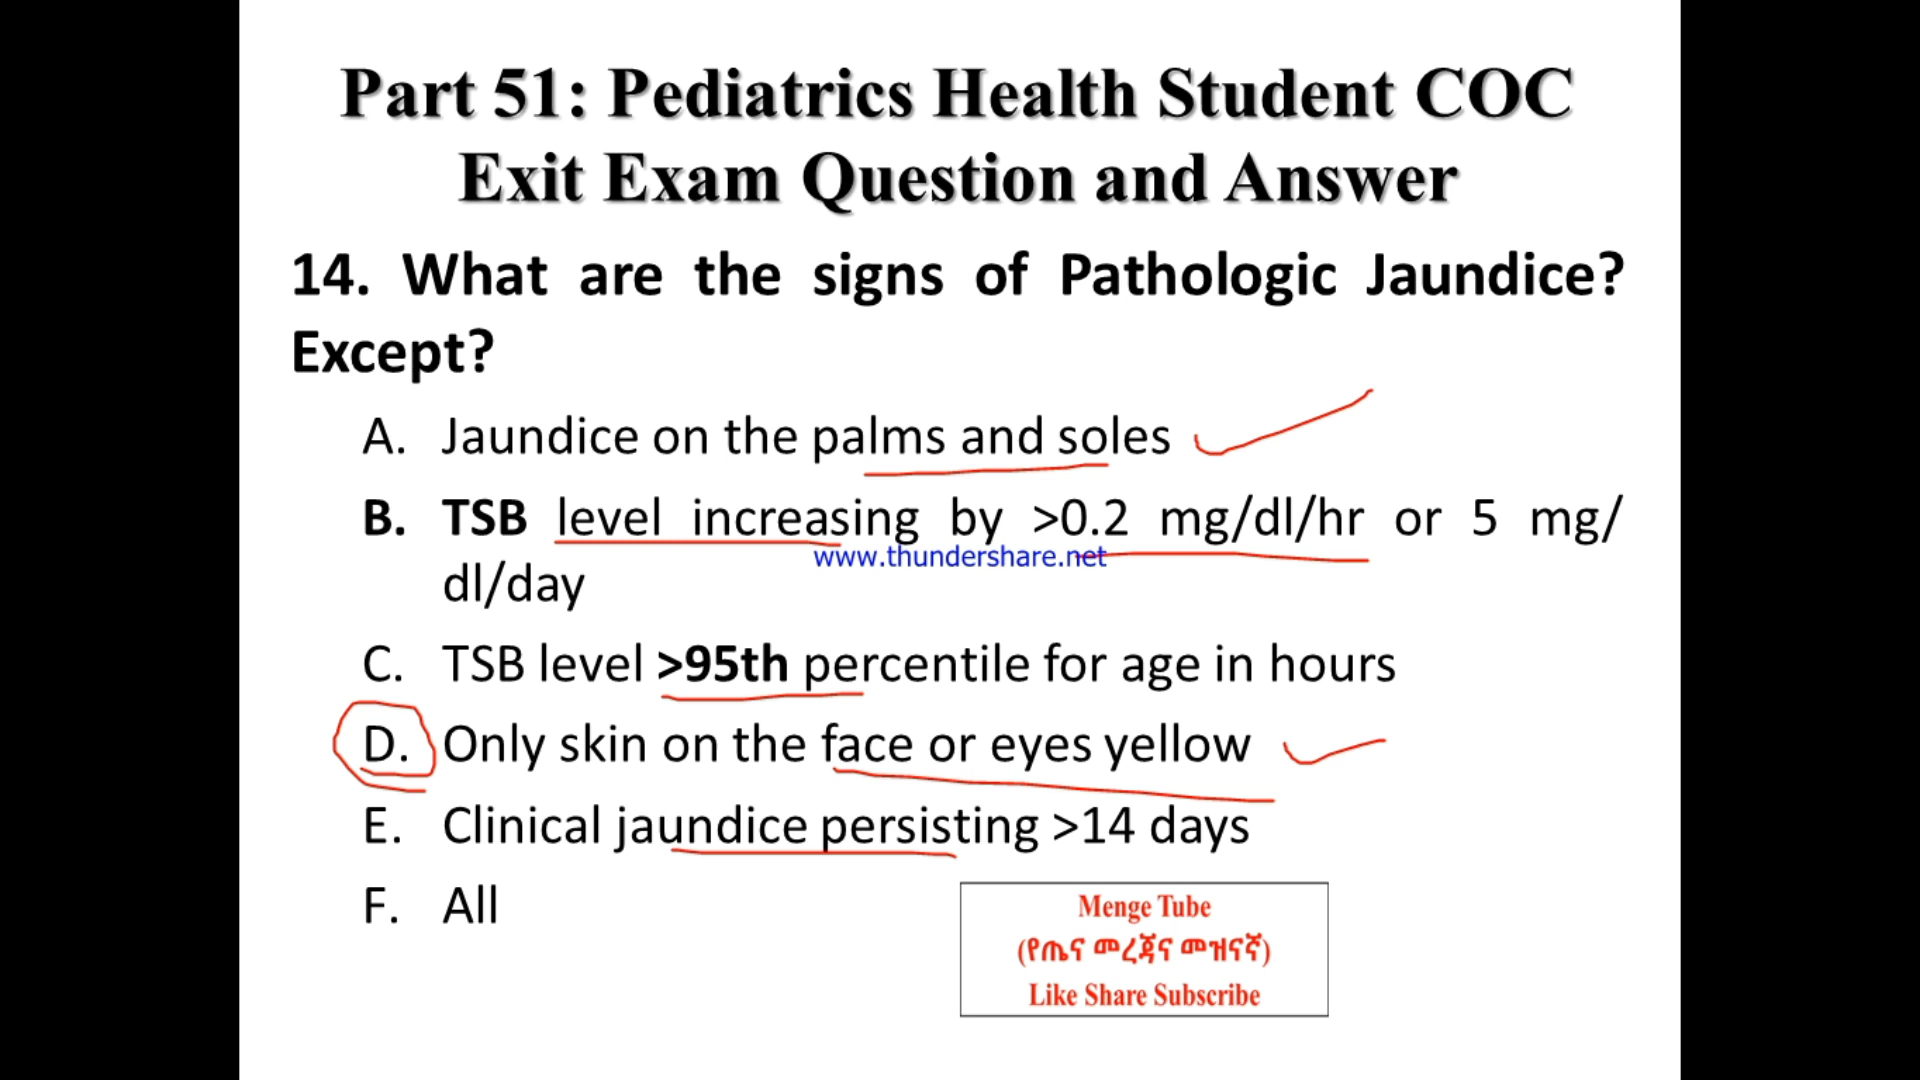 Part 51: Pediatrics Health Student COC
Exit Exam Question and Answer
14. What are the signs of Pathologic Jaundice?
Except?
A. Jaundice on the palms and soles
B. TSB level increasing by >0.2 mg/dl/hr or 5 mg/
www.thundershare.net
dl/day
C. TSB level >95th percentile for age in hours
D. Only skin on the face or eyes yellow
E. Clinical jaundice persisting >14 days
F. All
Menge Tube
(የጤና መረጃና መዝናኛ)
Like Share Subscribe